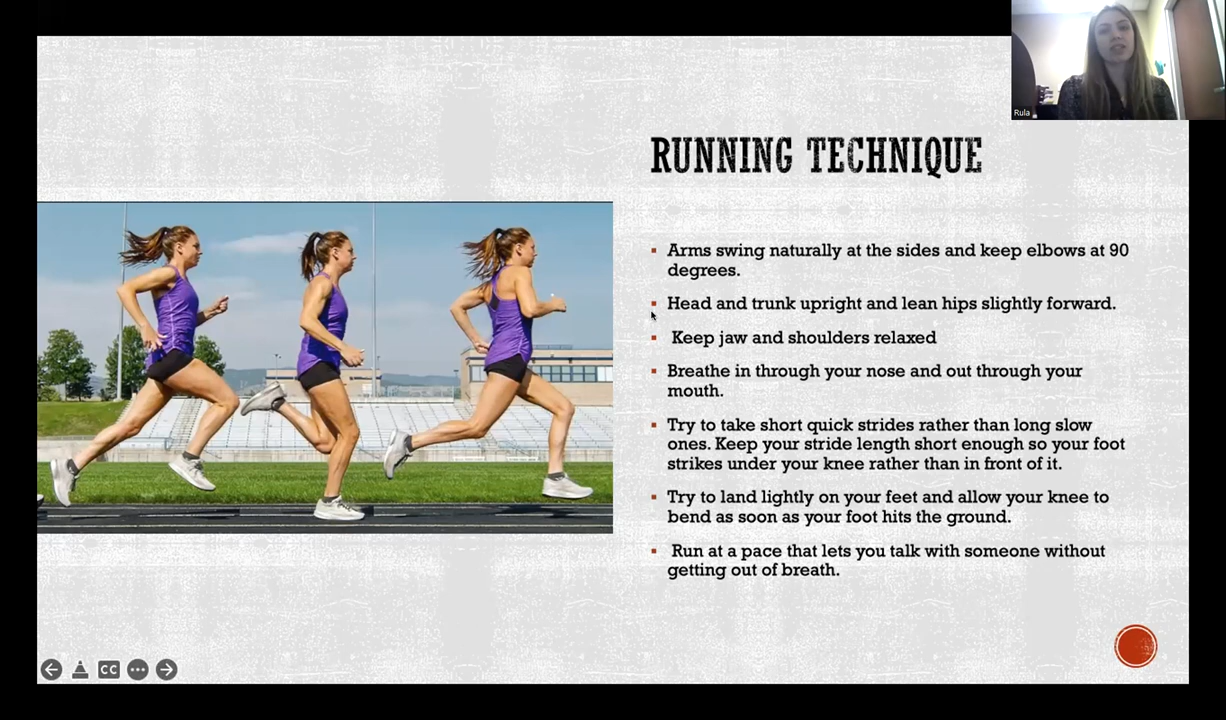 Rula
RUNNING TECHNIQUE
Arms swing naturally at the sides and keep elbows at 90
degrees.
Head and trunk upright and lean hips slightly forward.
Keep jaw and shoulders relaxed
Breathe in through your nose and out through your
mouth.
Try to take short quick strides rather than long slow
ones. Keep your stride length short enough so your foot
strikes under your knee rather than in front of it.
Try to land lightly on your feet and allow your knee to
bend as soon as your foot hits the ground.
Run at a pace that lets you talk with someone without
getting out of breath.
CC